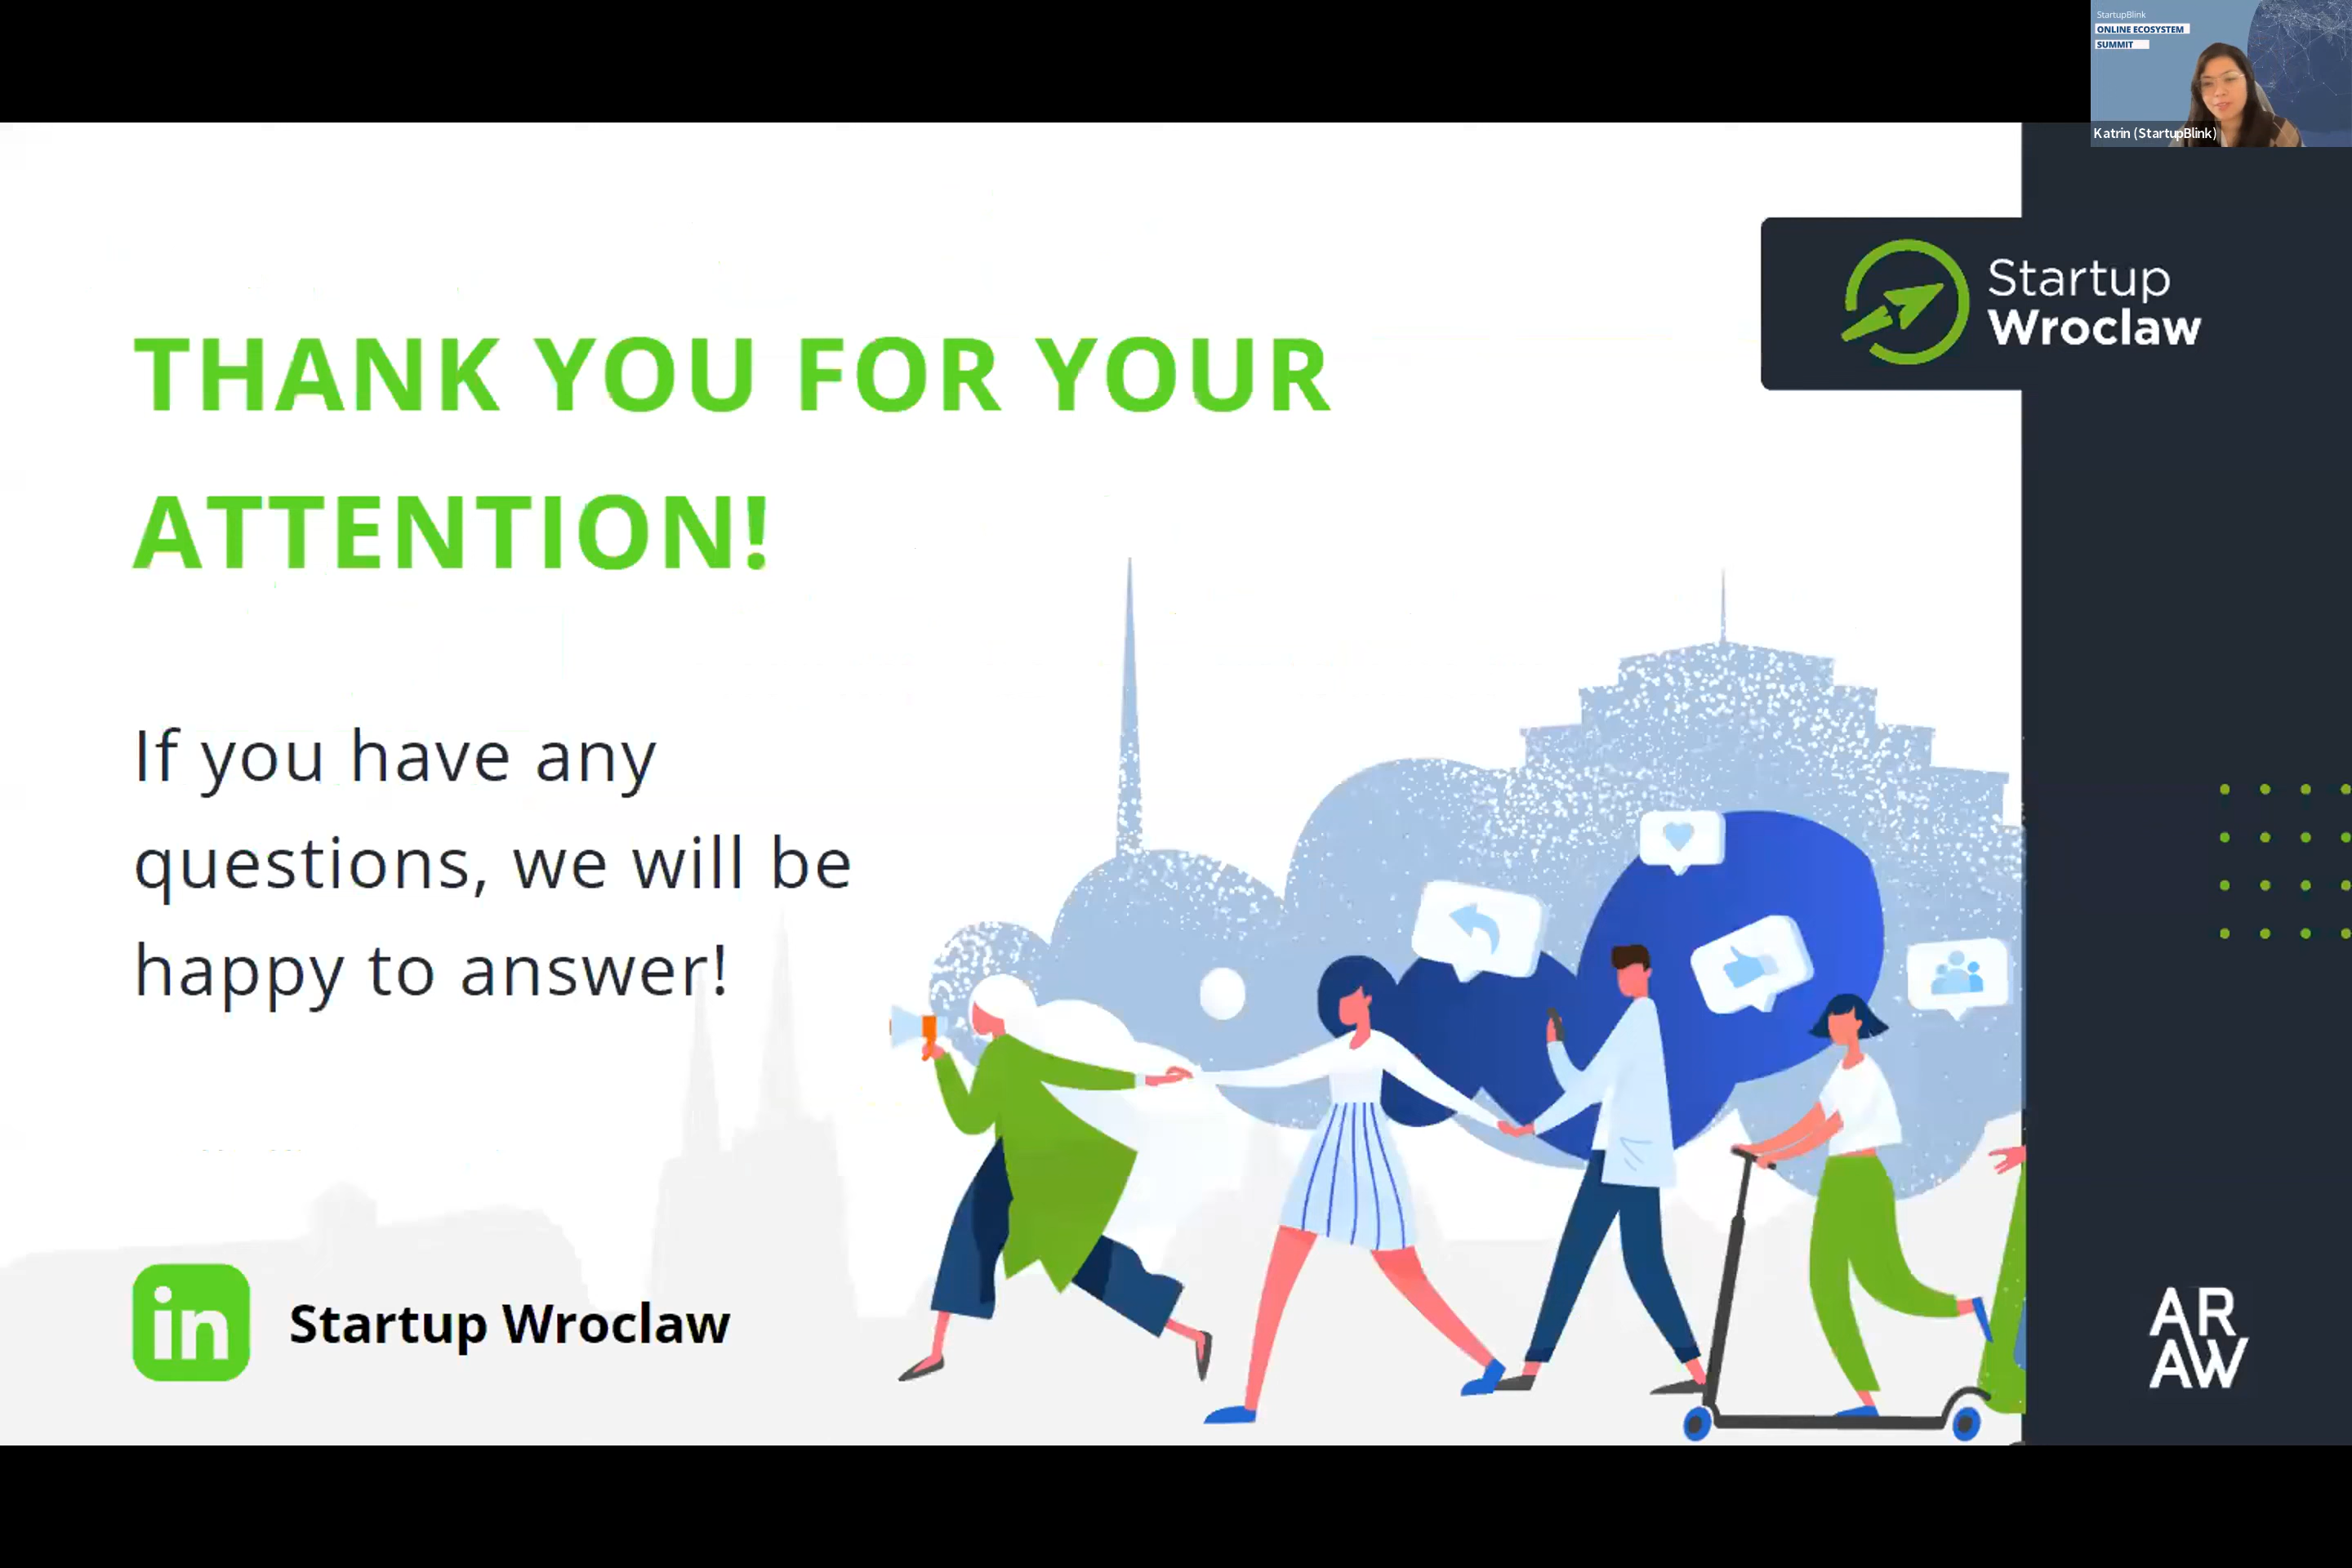 StartupBlink
ONLINE ECOSYSTEM
SUMMIT
Katrin (StartupBlink)
Startup
Wroclaw
THANK YOU FOR YOUR
ATTENTION!
If you have any
questions, we will be
happy to answer!
in
Startup Wroclaw
AR
AW